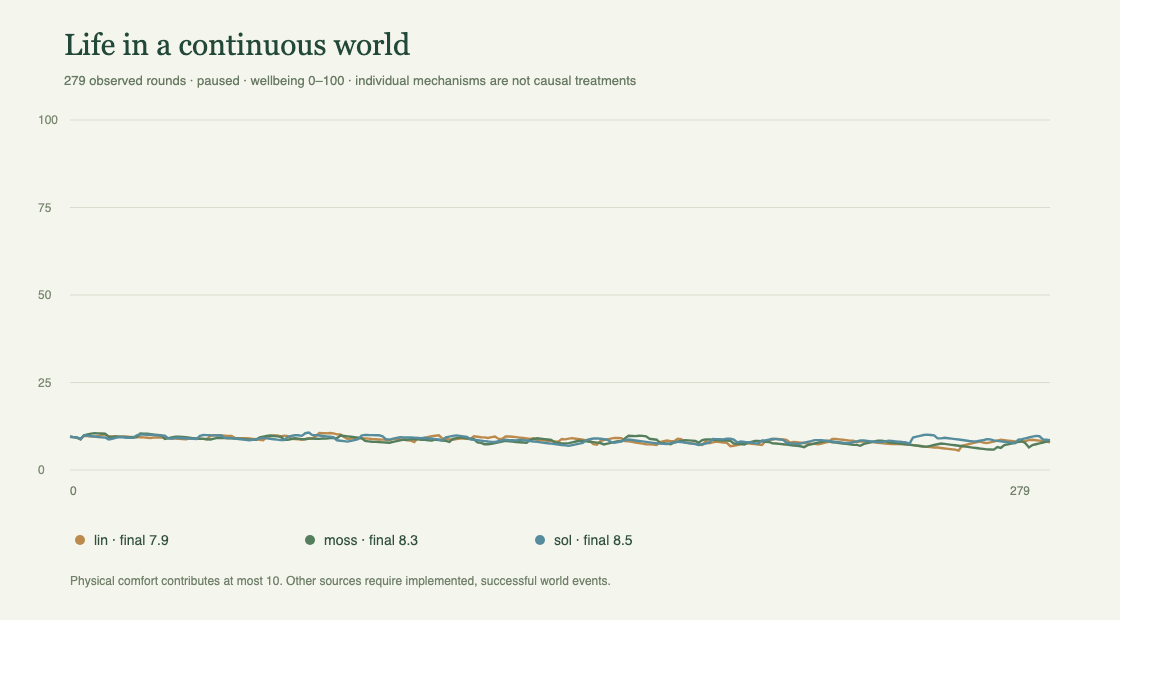 Life in a continuous world
279 observed rounds · paused · wellbeing 0–100 · individual mechanisms are not causal treatments
100
75
50
25
0
0
279
lin · final 7.9
moss · final 8.3
sol · final 8.5
Physical comfort contributes at most 10. Other sources require implemented, successful world events.